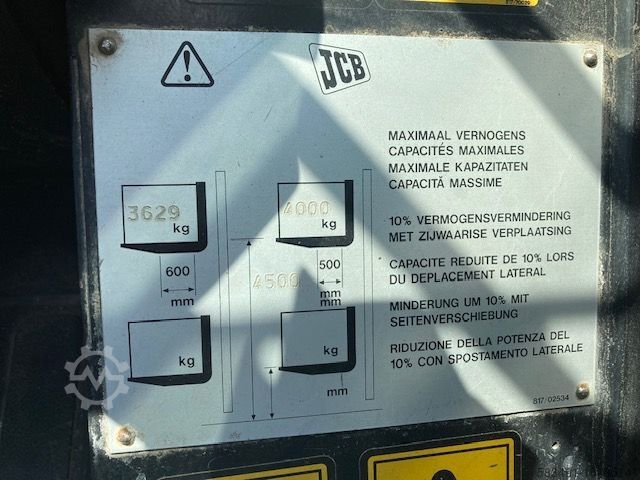 817/70029
JCB
MAXIMAAL VERNOGENS
CAPACITÉS MAXIMALES
MAXIMALE KAPAZITATEN
CAPACITÀ MASSIME
3629
kg
4000
kg
600
mm
4500
500
mm
mm
kg
kg
mm
10% VERMOGENSVERMINDERING
MET ZIJWAARISE VERPLAATSING
CAPACITE REDUITE DE 10% LORS
DU DEPLACEMENT LATERAL
MINDERUNG UM 10% MIT
SEITENVERSCHIEBUNG
RIDUZIONE DELLA POTENZA DEL
10% CON SPOSTAMENTO LATERALE
817/02534